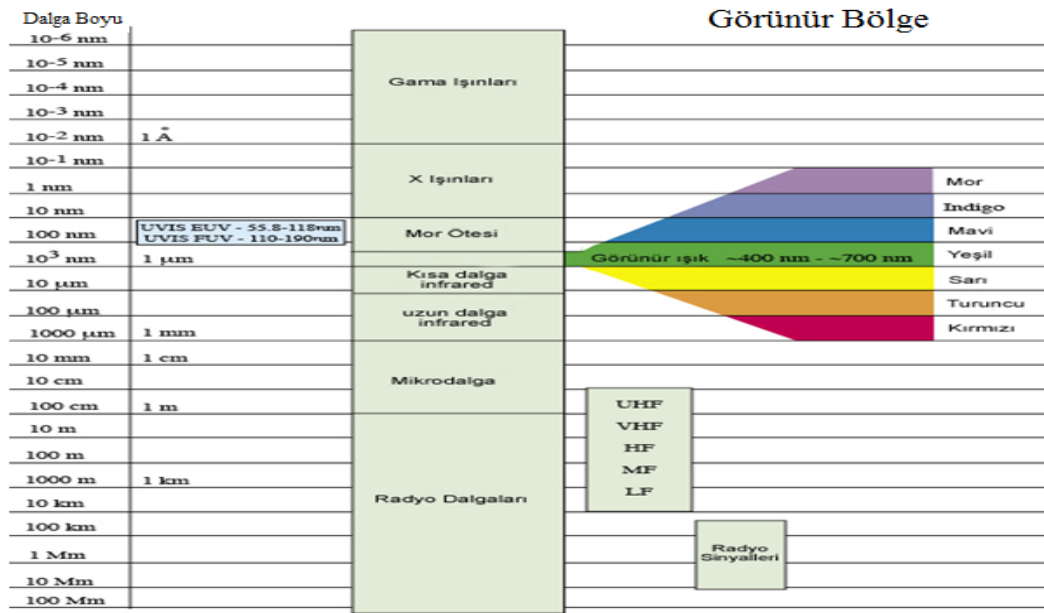 Dalga Boyu
Görünür Bölge
10-6 nm
10-5 nm
10-4 nm
10-3 nm
10-2 nm
1 Å
10-1 nm
1 nm
10 nm
100 nm
10³ nm
1 µm
10 µm
100 µm
1000 µm
1 mm
10 mm
1 cm
10 cm
100 cm
1 m
10 m
100 m
1000 m
1 km
10 km
100 km
1 Mm
10 Mm
100 Mm
UVIS EUV - 55.8-118nm
UVIS FUV - 110-190nm
Gama Işınları
X Işınları
Mor Ötesi
Kısa dalga
infrared
uzun dalga
infrared
Mikrodalga
Radyo Dalgaları
Görünür ışık ~400 nm - ~700 nm
Mor
Indigo
Mavi
Yeşil
Sarı
Turuncu
Kırmızı
UHF
VHF
HF
MF
LF
Radyo
Sinyalleri